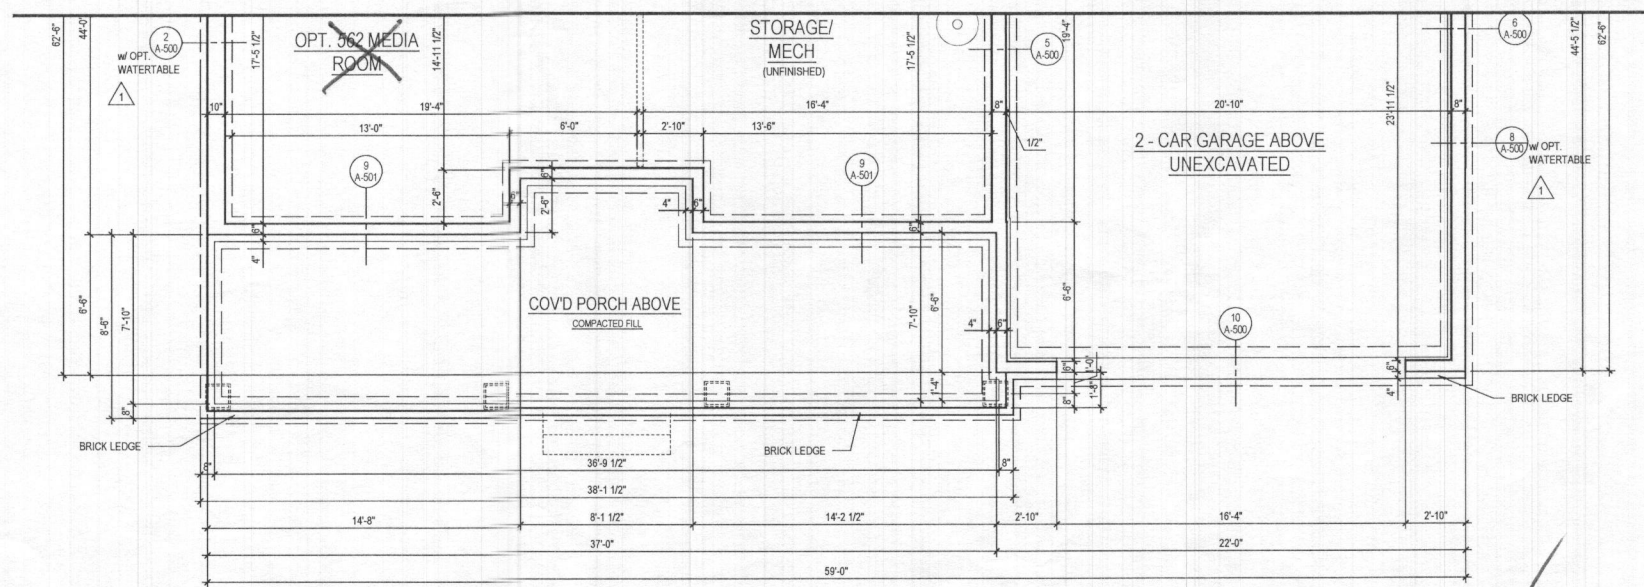 62'-6"
44'-0"
w/ OPT.
WATERTABLE
1
2
A-500
17'-5 1/2"
OPT. 562 MEDIA
ROOM
14'-11 1/2"
STORAGE/
MECH
(UNFINISHED)
17'-5 1/2"
5
A-500
19'-4"
6
A-500
44'-5 1/2"
62'-6"
10"
19'-4"
16'-4"
8"
20'-10"
23'-11 1/2"
8"
13'-0"
6'-0"
2'-10"
13'-6"
1/2"
2 - CAR GARAGE ABOVE
UNEXCAVATED
8
A-500
w/ OPT.
WATERTABLE
1
9
A-501
9
A-501
2'-6"
6"
2'-6"
4"
6"
6"
6"
4"
6'-6"
8'-6"
7'-10"
COV'D PORCH ABOVE
COMPACTED FILL
7'-10"
6'-6"
4"
6"
6'-6"
10
A-500
1'-4"
6"
1'-0"
1'-8"
8"
6"
4"
8"
BRICK LEDGE
BRICK LEDGE
BRICK LEDGE
8"
36'-9 1/2"
8"
38'-1 1/2"
14'-8"
8'-1 1/2"
14'-2 1/2"
2'-10"
16'-4"
2'-10"
37'-0"
22'-0"
59'-0"